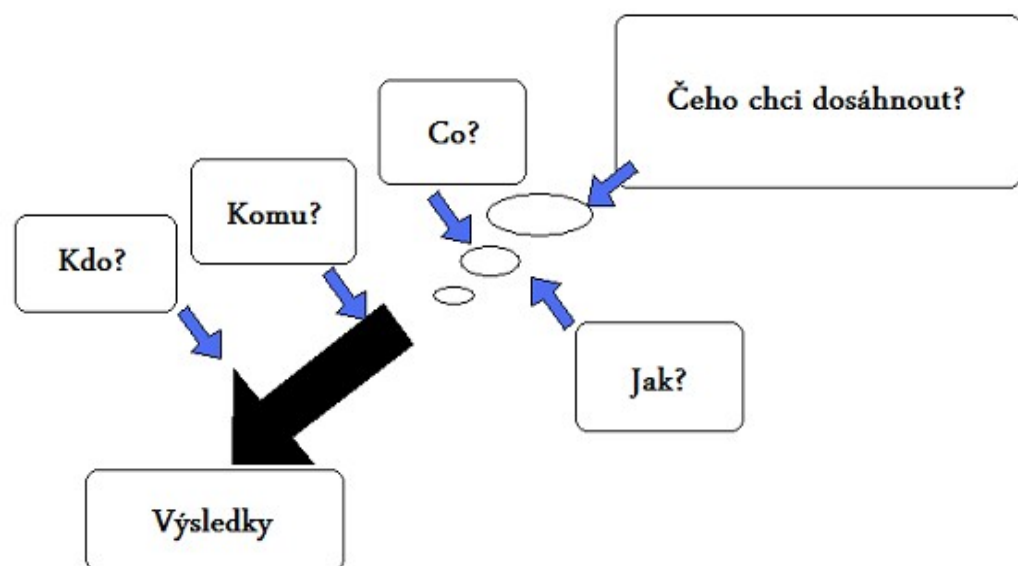 Čeho chci dosáhnout?
Co?
Komu?
Kdo?
Jak?
Výsledky